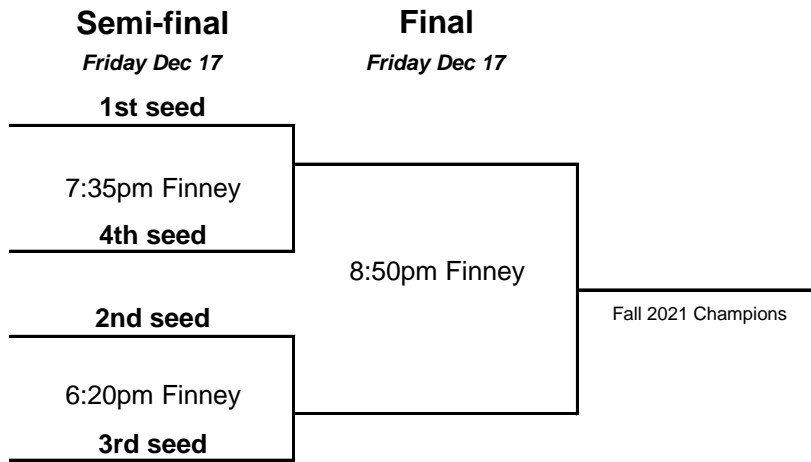 Semi-final
Final
Friday Dec 17
Friday Dec 17
1st seed
7:35pm Finney
4th seed
8:50pm Finney
2nd seed
Fall 2021 Champions
6:20pm Finney
3rd seed